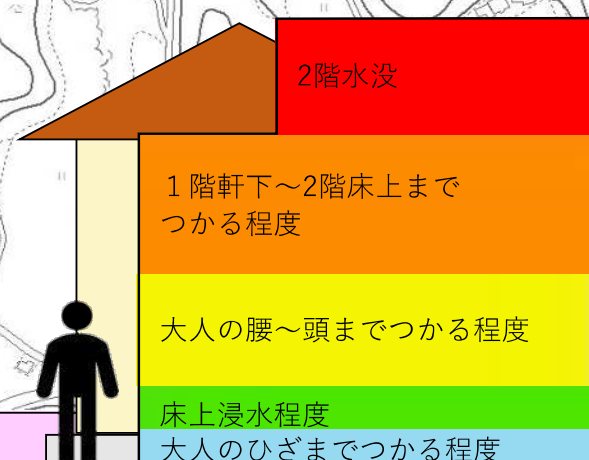 2階水没
１階軒下～2階床上まで
つかる程度
大人の腰～頭までつかる程度
床上浸水程度
大人のひざまでつかる程度